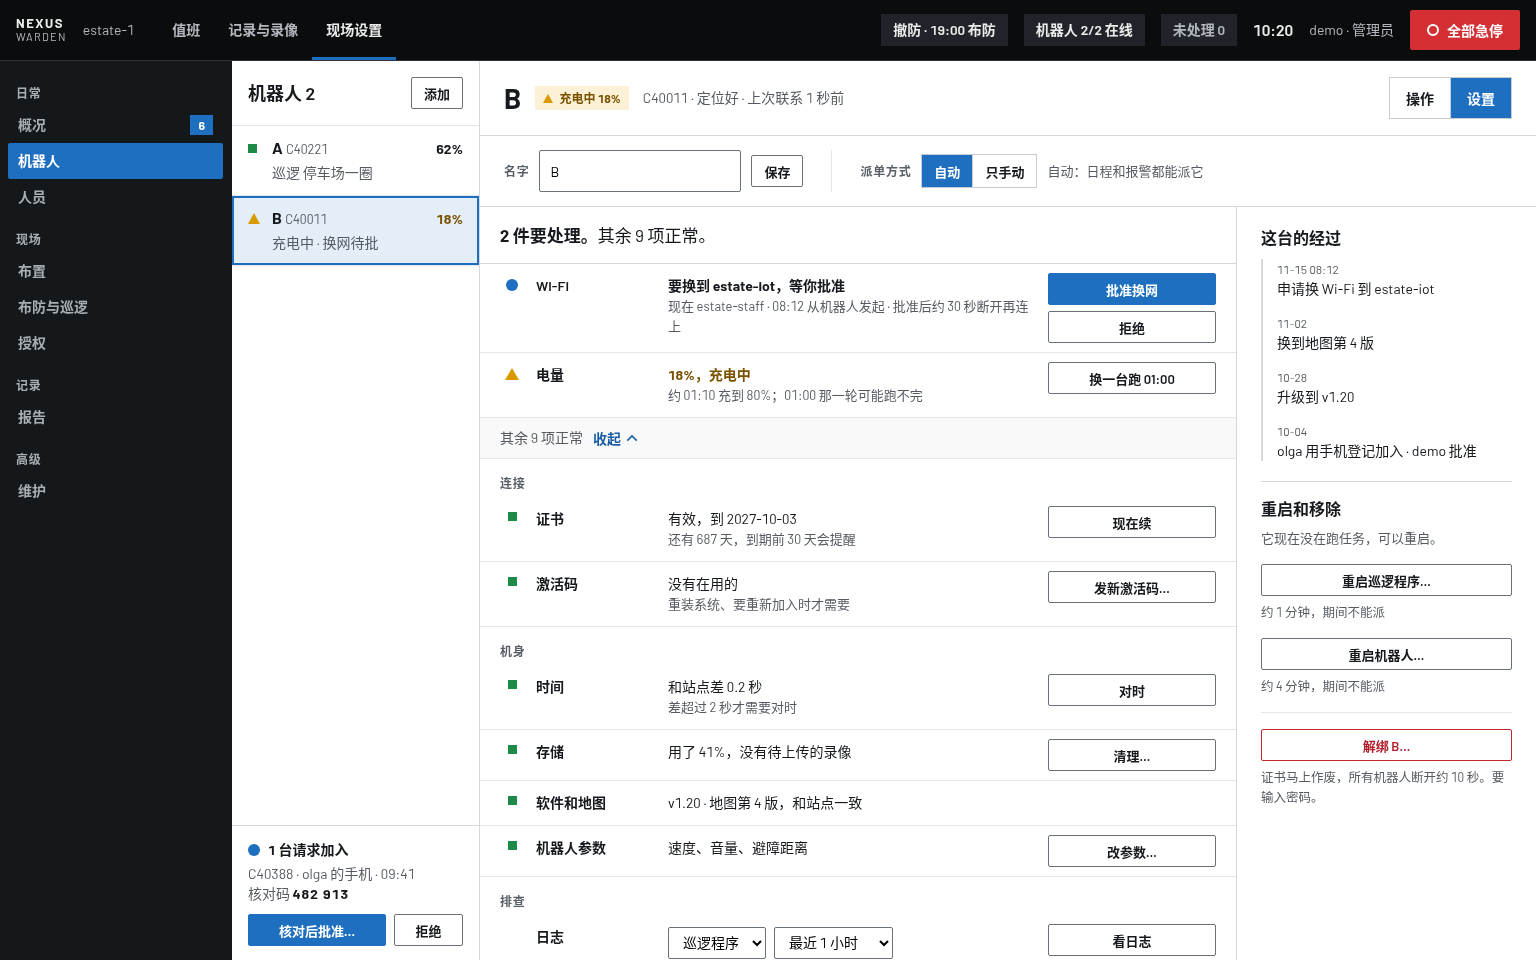 NEXUS
WARDEN
estate-1
值班
记录与录像
现场设置
撤防 · 19:00 布防
机器人 2/2 在线
未处理 0
10:20
demo · 管理员
全部急停
日常
概况
6
机器人
人员
现场
布置
布防与巡逻
授权
记录
报告
高级
维护
机器人 2
添加
A C40221
62%
巡逻 停车场一圈
B C40011
18%
充电中 · 换网待批
1 台请求加入
C40388 · olga 的手机 · 09:41
核对码 482 913
核对后批准...
拒绝
B
充电中 18%
C40011 · 定位好 · 上次联系 1 秒前
操作
设置
名字
B
保存
派单方式
自动
只手动
自动：日程和报警都能派它
2 件要处理。其余 9 项正常。
WI-FI
要换到 estate-iot，等你批准
现在 estate-staff · 08:12 从机器人发起 · 批准后约 30 秒断开再连
上
批准换网
拒绝
电量
18%，充电中
约 01:10 充到 80%；01:00 那一轮可能跑不完
换一台跑 01:00
其余 9 项正常
收起
连接
证书
有效，到 2027-10-03
还有 687 天，到期前 30 天会提醒
现在续
激活码
没有在用的
重装系统、要重新加入时才需要
发新激活码...
机身
时间
和站点差 0.2 秒
差超过 2 秒才需要对时
对时
存储
用了 41%，没有待上传的录像
清理...
软件和地图
v1.20 · 地图第 4 版，和站点一致
机器人参数
速度、音量、避障距离
改参数...
排查
日志
巡逻程序
最近 1 小时
看日志
这台的经过
11-15 08:12
申请换 Wi-Fi 到 estate-iot
11-02
换到地图第 4 版
10-28
升级到 v1.20
10-04
olga 用手机登记加入 · demo 批准
重启和移除
它现在没在跑任务，可以重启。
重启巡逻程序...
约 1 分钟，期间不能派
重启机器人...
约 4 分钟，期间不能派
解绑 B...
证书马上作废，所有机器人断开约 10 秒。要
输入密码。